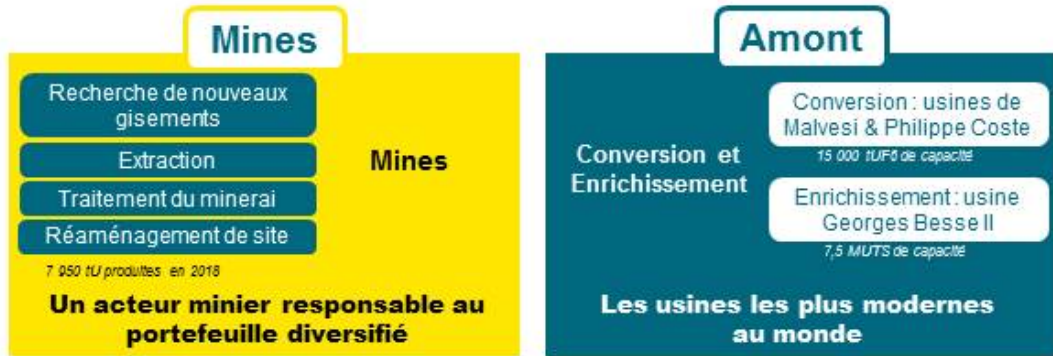 Mines
Recherche de nouveaux
gisements
Extraction
Traitement du minerai
Réaménagement de site
Mines
7 950 tU produites en 2018
Un acteur minier responsable au
portefeuille diversifié
Amont
Conversion et
Enrichissement
Conversion : usines de
Malvesi & Philippe Coste
15 000 tUF6 de capacité
Enrichissement : usine
Georges Besse II
7,5 MUTS de capacité
Les usines les plus modernes
au monde